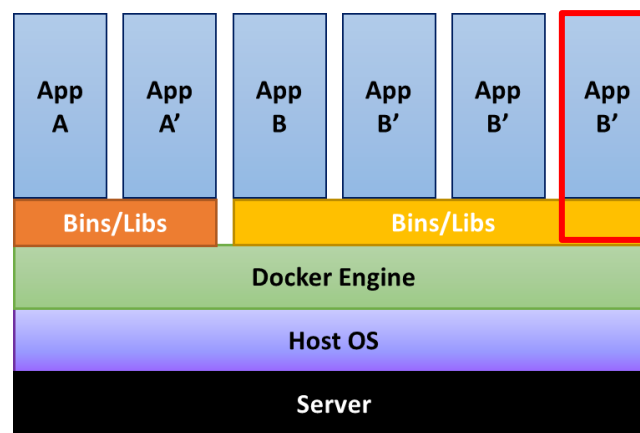 App
A
App
A’
App
B
App
B’
App
B’
App
B’
Bins/Libs
Bins/Libs
Docker Engine
Host OS
Server